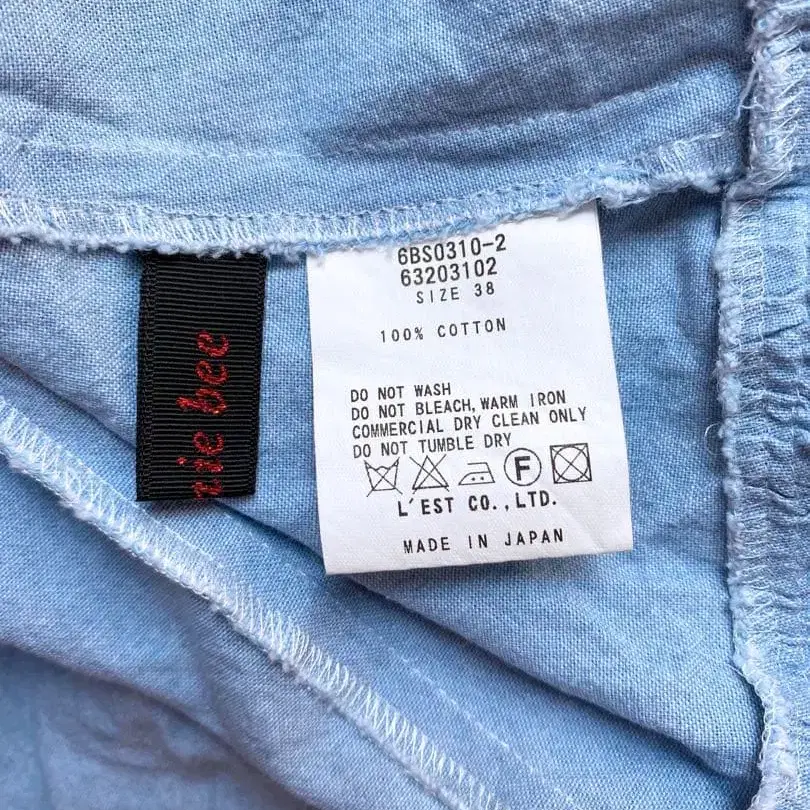 6BS0310-2
63203102
SIZE 38
100% COTTON
DO NOT WASH
DO NOT BLEACH, WARM IRON
COMMERCIAL DRY CLEAN ONLY
DO NOT TUMBLE DRY
F
L'EST CO., LTD.
MADE IN JAPAN
nie bee